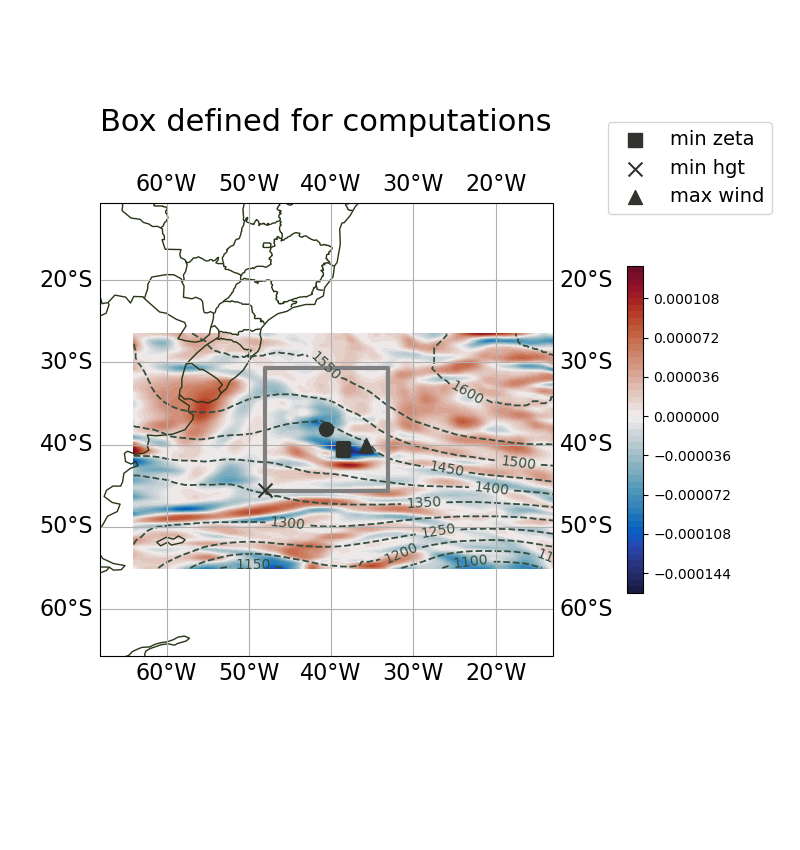 Box defined for computations
min zeta
min hgt
max wind
60°W 50°W 40°W 30°W 20°W
20°S 20°S
30°S 30°S
40°S 40°S
50°S 50°S
60°S 60°S
60°W 50°W 40°W 30°W 20°W
1550
1600
1500
1450
1400
1350
1300
1250
1200
1150
1100
11
0.000108
0.000072
0.000036
0.000000
−0.000036
−0.000072
−0.000108
−0.000144